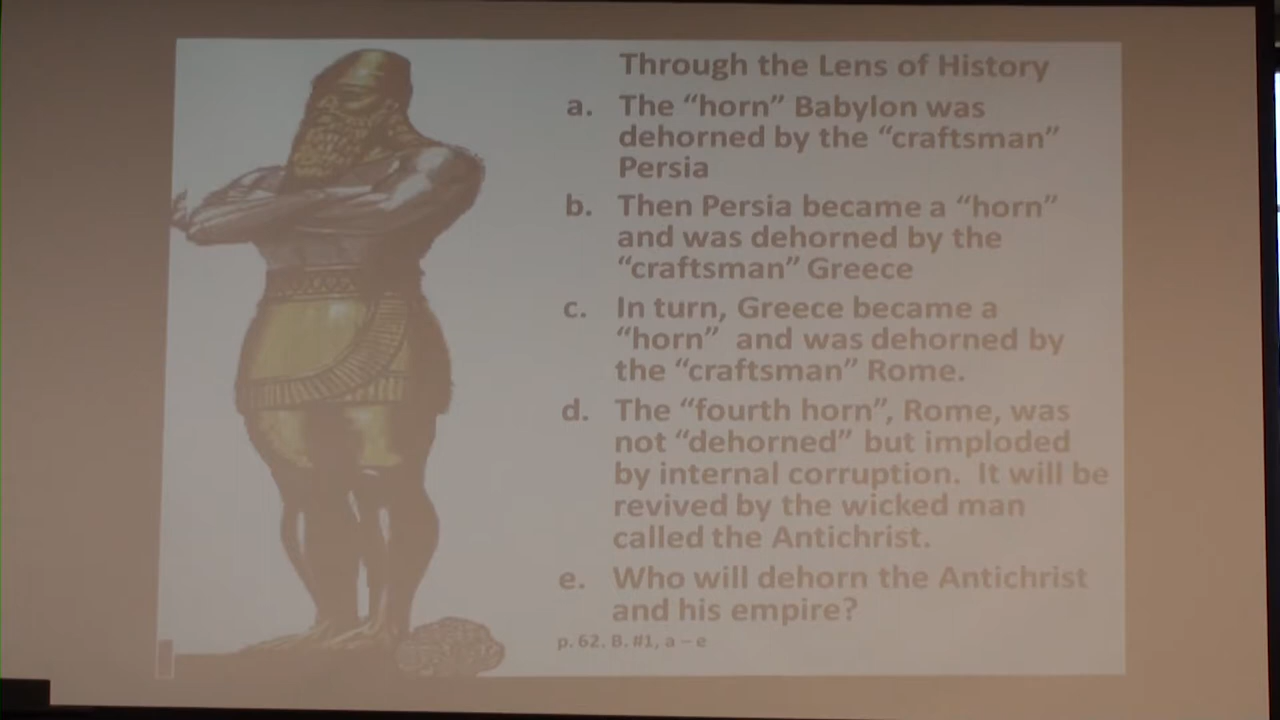 Through the Lens of History
a. The “horn” Babylon was
dehorned by the “craftsman”
Persia
b. Then Persia became a “horn”
and was dehorned by the
“craftsman” Greece
c. In turn, Greece became a
“horn” and was dehorned by
the “craftsman” Rome.
d. The “fourth horn”, Rome, was
not “dehorned” but imploded
by internal corruption. It will be
revived by the wicked man
called the Antichrist.
e. Who will dehorn the Antichrist
and his empire?
p. 62. B. #1, a – e